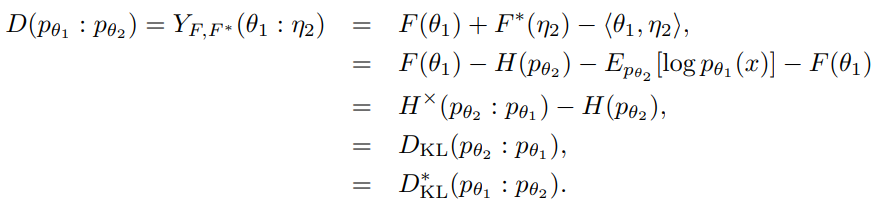 D(p_{θ_1} : p_{θ_2}) = Y_{F,F^*}(θ_1 : η_2) = F(θ_1) + F^*(η_2) − ⟨θ_1, η_2⟩,
= F(θ_1) − H(p_{θ_2}) − E_{p_{θ_2}}[log p_{θ_1}(x)] − F(θ_1)
= H^×(p_{θ_2} : p_{θ_1}) − H(p_{θ_2}),
= D_{KL}(p_{θ_2} : p_{θ_1}),
= D^*_{KL}(p_{θ_1} : p_{θ_2}).